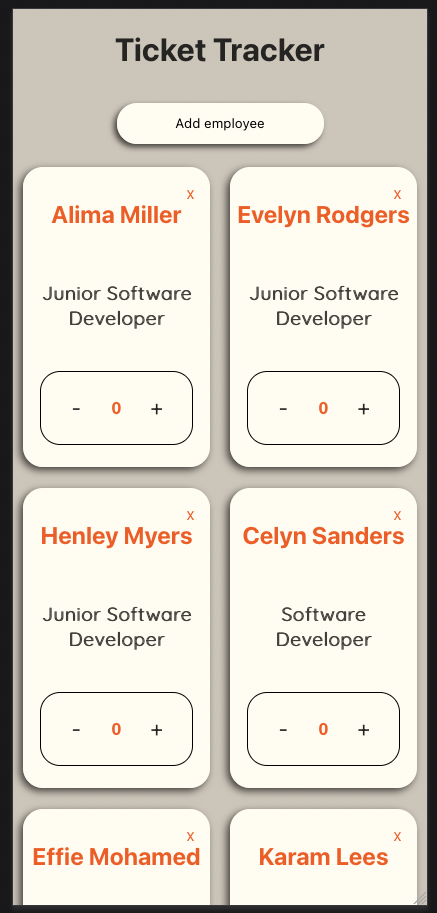 Ticket Tracker
Add employee
x
Alima Miller
Junior Software
Developer
- 0 +
x
Evelyn Rodgers
Junior Software
Developer
- 0 +
x
Henley Myers
Junior Software
Developer
- 0 +
x
Celyn Sanders
Software
Developer
- 0 +
x
Effie Mohamed
x
Karam Lees